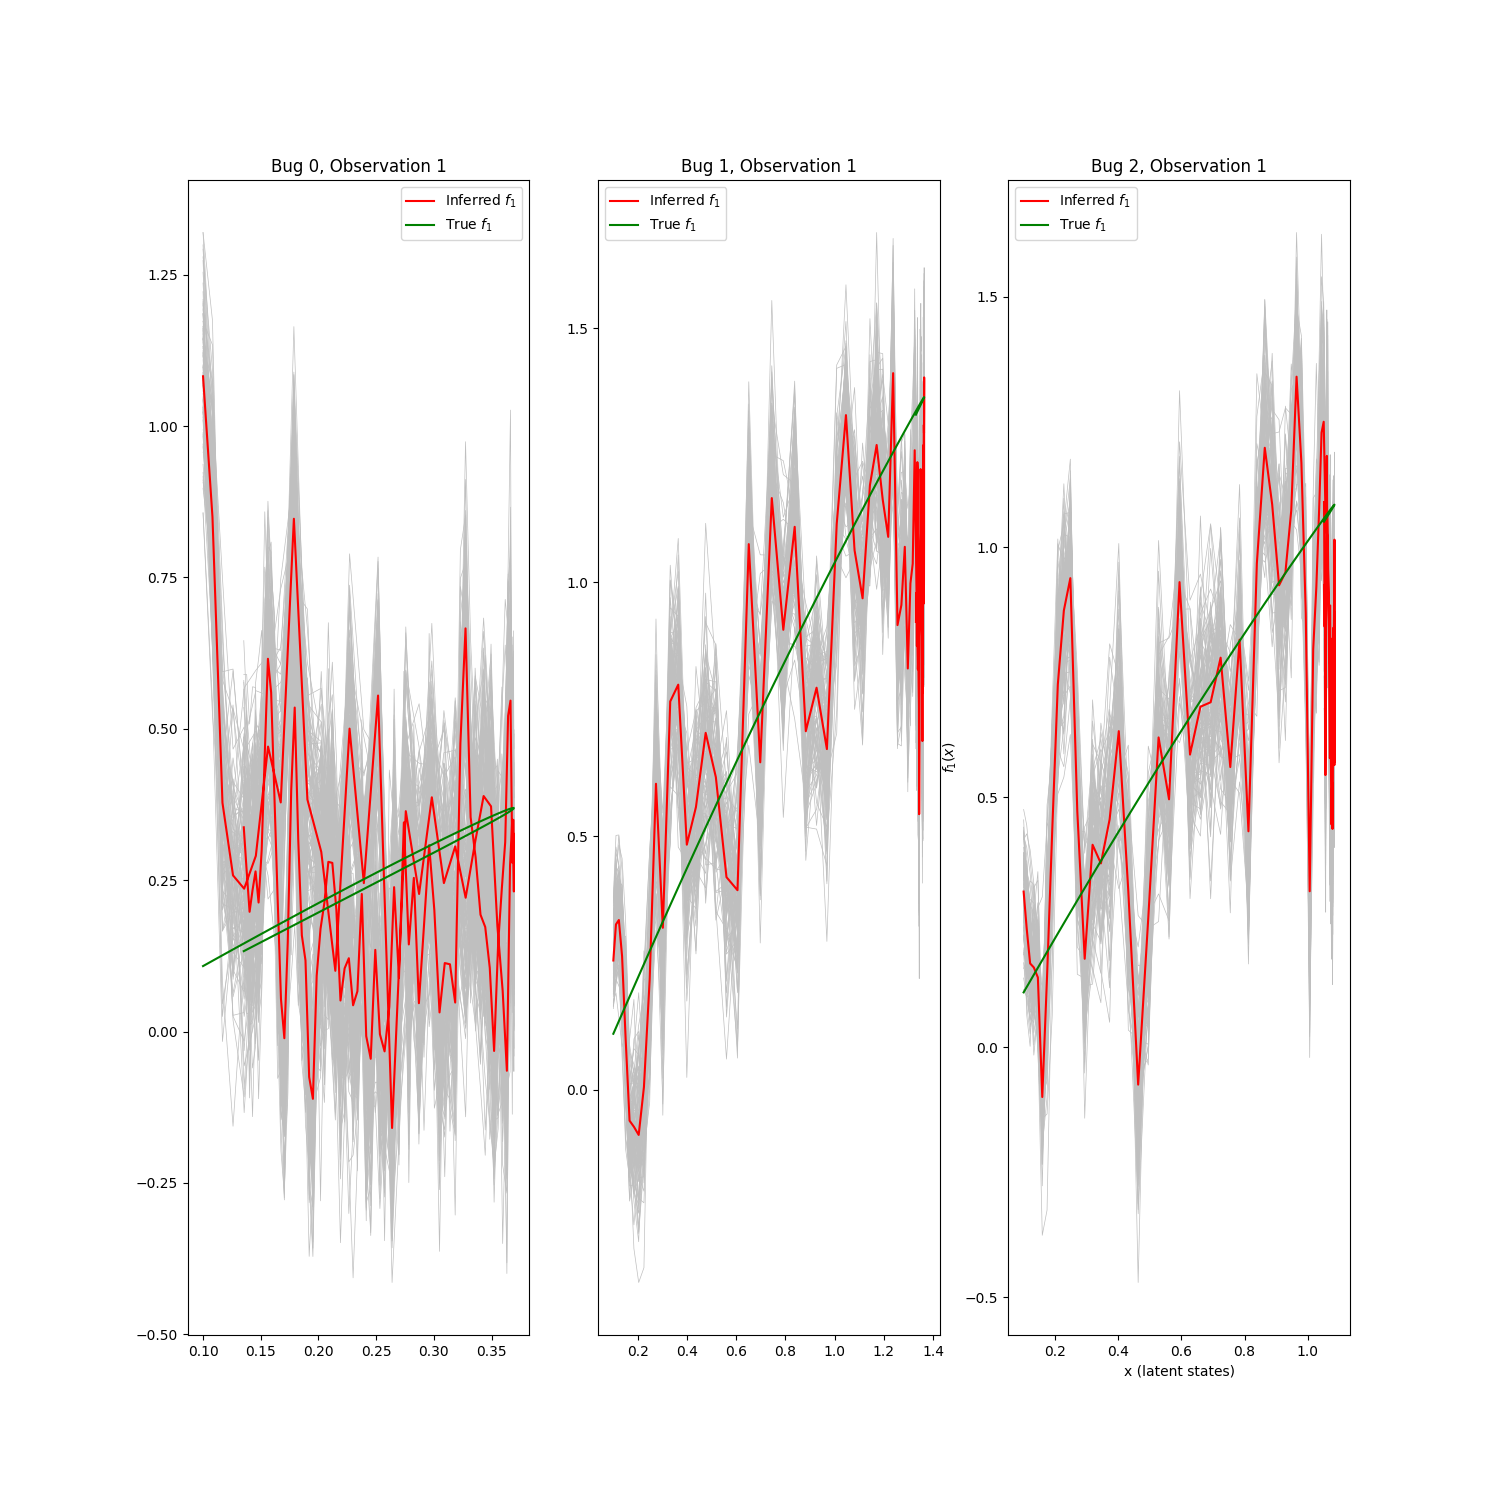 Bug 0, Observation 1
Inferred f₁
True f₁
1.25
1.00
0.75
0.50
0.25
0.00
−0.25
−0.50
0.10 0.15 0.20 0.25 0.30 0.35
Bug 1, Observation 1
Inferred f₁
True f₁
1.5
1.0
0.5
0.0
0.2 0.4 0.6 0.8 1.0 1.2 1.4
Bug 2, Observation 1
Inferred f₁
True f₁
f₁(x)
1.5
1.0
0.5
0.0
−0.5
0.2 0.4 0.6 0.8 1.0
x (latent states)